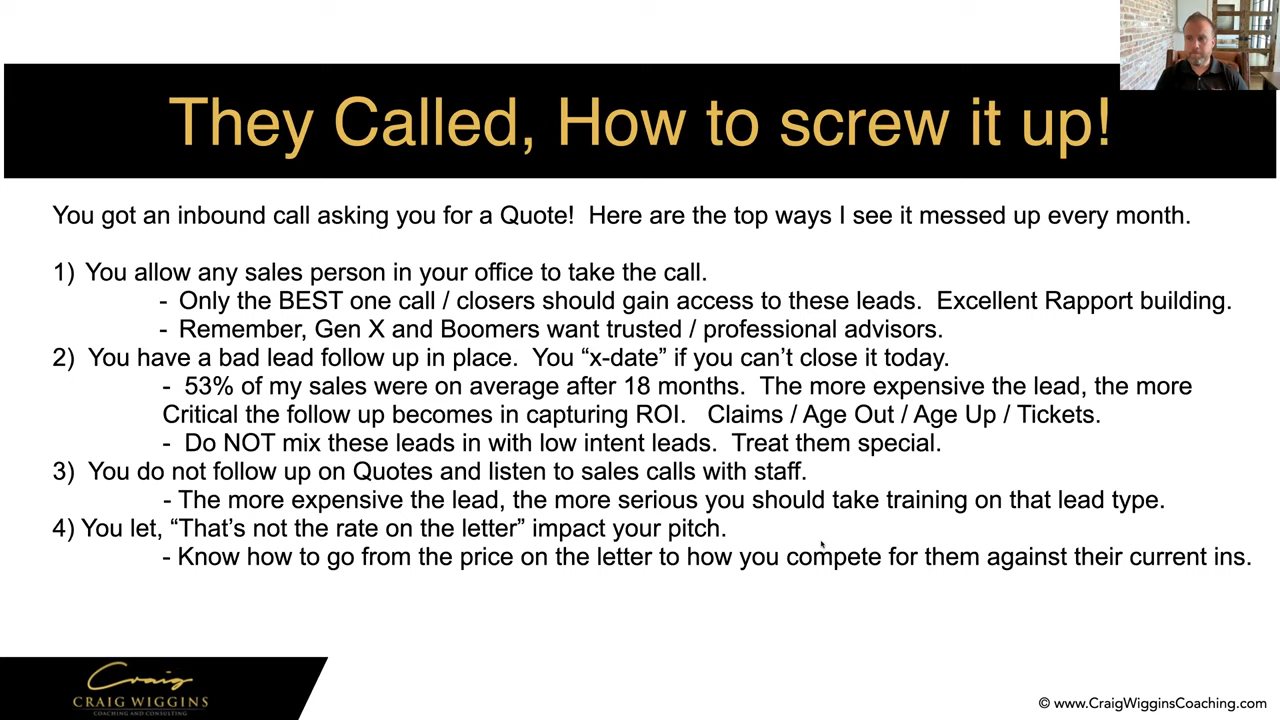 They Called, How to screw it up!
You got an inbound call asking you for a Quote!  Here are the top ways I see it messed up every month.
1) You allow any sales person in your office to take the call.
- Only the BEST one call / closers should gain access to these leads.  Excellent Rapport building.
- Remember, Gen X and Boomers want trusted / professional advisors.
2)  You have a bad lead follow up in place.  You “x-date” if you can’t close it today.
-  53% of my sales were on average after 18 months.  The more expensive the lead, the more
Critical the follow up becomes in capturing ROI.   Claims / Age Out / Age Up / Tickets.
-  Do NOT mix these leads in with low intent leads.  Treat them special.
3)  You do not follow up on Quotes and listen to sales calls with staff.
- The more expensive the lead, the more serious you should take training on that lead type.
4) You let, “That’s not the rate on the letter” impact your pitch.
- Know how to go from the price on the letter to how you compete for them against their current ins.
Craig
CRAIG WIGGINS
COACHING AND CONSULTING
© www.CraigWigginsCoaching.com